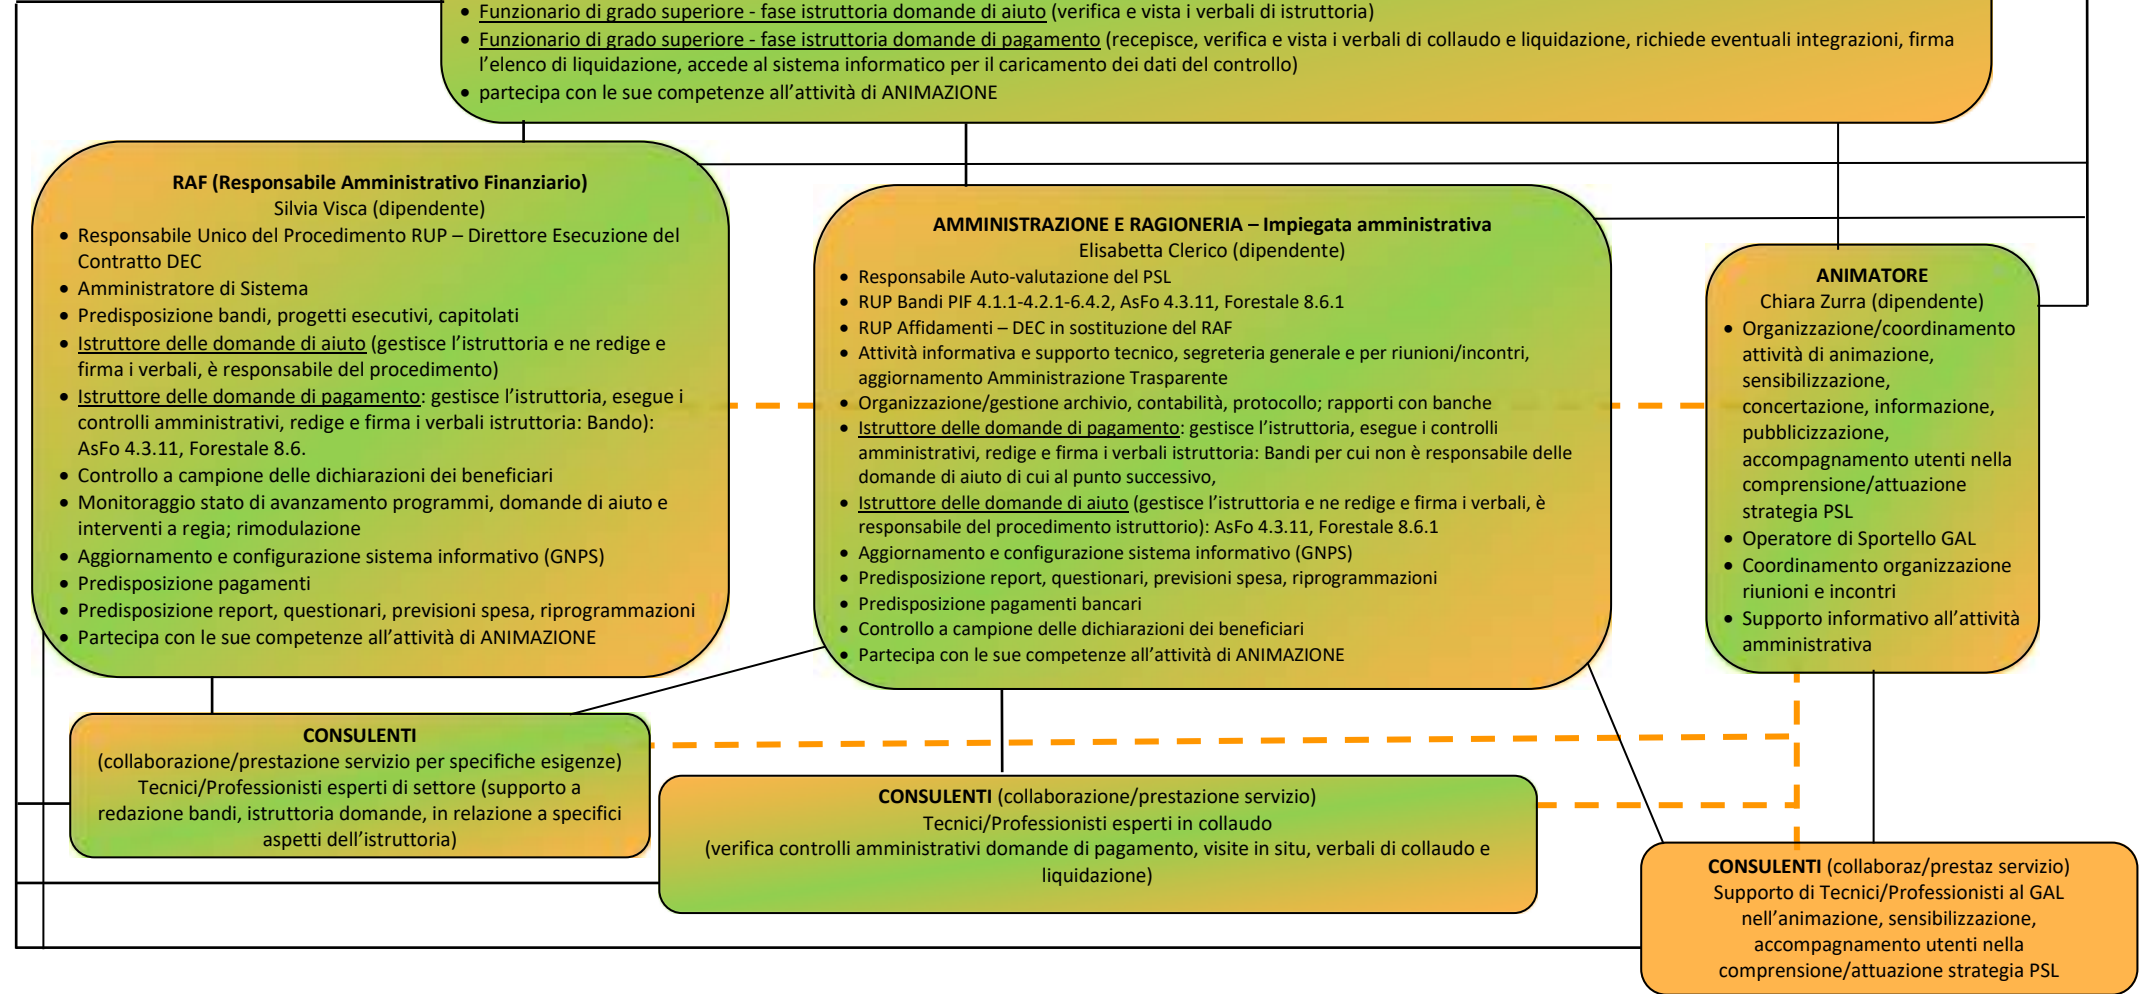 • Funzionario di grado superiore - fase istruttoria domande di aiuto (verifica e vista i verbali di istruttoria)
• Funzionario di grado superiore - fase istruttoria domande di pagamento (recepisce, verifica e vista i verbali di collaudo e liquidazione, richiede eventuali integrazioni, firma
l’elenco di liquidazione, accede al sistema informatico per il caricamento dei dati del controllo)
• partecipa con le sue competenze all’attività di ANIMAZIONE
RAF (Responsabile Amministrativo Finanziario)
Silvia Visca (dipendente)
• Responsabile Unico del Procedimento RUP – Direttore Esecuzione del
Contratto DEC
• Amministratore di Sistema
• Predisposizione bandi, progetti esecutivi, capitolati
• Istruttore delle domande di aiuto (gestisce l’istruttoria e ne redige e
firma i verbali, è responsabile del procedimento)
• Istruttore delle domande di pagamento: gestisce l’istruttoria, esegue i
controlli amministrativi, redige e firma i verbali istruttoria: Bando):
AsFo 4.3.11, Forestale 8.6.
• Controllo a campione delle dichiarazioni dei beneficiari
• Monitoraggio stato di avanzamento programmi, domande di aiuto e
interventi a regia; rimodulazione
• Aggiornamento e configurazione sistema informativo (GNPS)
• Predisposizione pagamenti
• Predisposizione report, questionari, previsioni spesa, riprogrammazioni
• Partecipa con le sue competenze all’attività di ANIMAZIONE
AMMINISTRAZIONE E RAGIONERIA – Impiegata amministrativa
Elisabetta Clerico (dipendente)
• Responsabile Auto-valutazione del PSL
• RUP Bandi PIF 4.1.1-4.2.1-6.4.2, AsFo 4.3.11, Forestale 8.6.1
• RUP Affidamenti – DEC in sostituzione del RAF
• Attività informativa e supporto tecnico, segreteria generale e per riunioni/incontri,
aggiornamento Amministrazione Trasparente
• Organizzazione/gestione archivio, contabilità, protocollo; rapporti con banche
• Istruttore delle domande di pagamento: gestisce l’istruttoria, esegue i controlli
amministrativi, redige e firma i verbali istruttoria: Bandi per cui non è responsabile delle
domande di aiuto di cui al punto successivo,
• Istruttore delle domande di aiuto (gestisce l’istruttoria e ne redige e firma i verbali, è
responsabile del procedimento istruttorio): AsFo 4.3.11, Forestale 8.6.1
• Aggiornamento e configurazione sistema informativo (GNPS)
• Predisposizione report, questionari, previsioni spesa, riprogrammazioni
• Predisposizione pagamenti bancari
• Controllo a campione delle dichiarazioni dei beneficiari
• Partecipa con le sue competenze all’attività di ANIMAZIONE
ANIMATORE
Chiara Zurra (dipendente)
• Organizzazione/coordinamento
attività di animazione,
sensibilizzazione,
concertazione, informazione,
pubblicizzazione,
accompagnamento utenti nella
comprensione/attuazione
strategia PSL
• Operatore di Sportello GAL
• Coordinamento organizzazione
riunioni e incontri
• Supporto informativo all’attività
amministrativa
CONSULENTI
(collaborazione/prestazione servizio per specifiche esigenze)
Tecnici/Professionisti esperti di settore (supporto a
redazione bandi, istruttoria domande, in relazione a specifici
aspetti dell’istruttoria)
CONSULENTI (collaborazione/prestazione servizio)
Tecnici/Professionisti esperti in collaudo
(verifica controlli amministrativi domande di pagamento, visite in situ, verbali di collaudo e
liquidazione)
CONSULENTI (collaboraz/prestaz servizio)
Supporto di Tecnici/Professionisti al GAL
nell’animazione, sensibilizzazione,
accompagnamento utenti nella
comprensione/attuazione strategia PSL